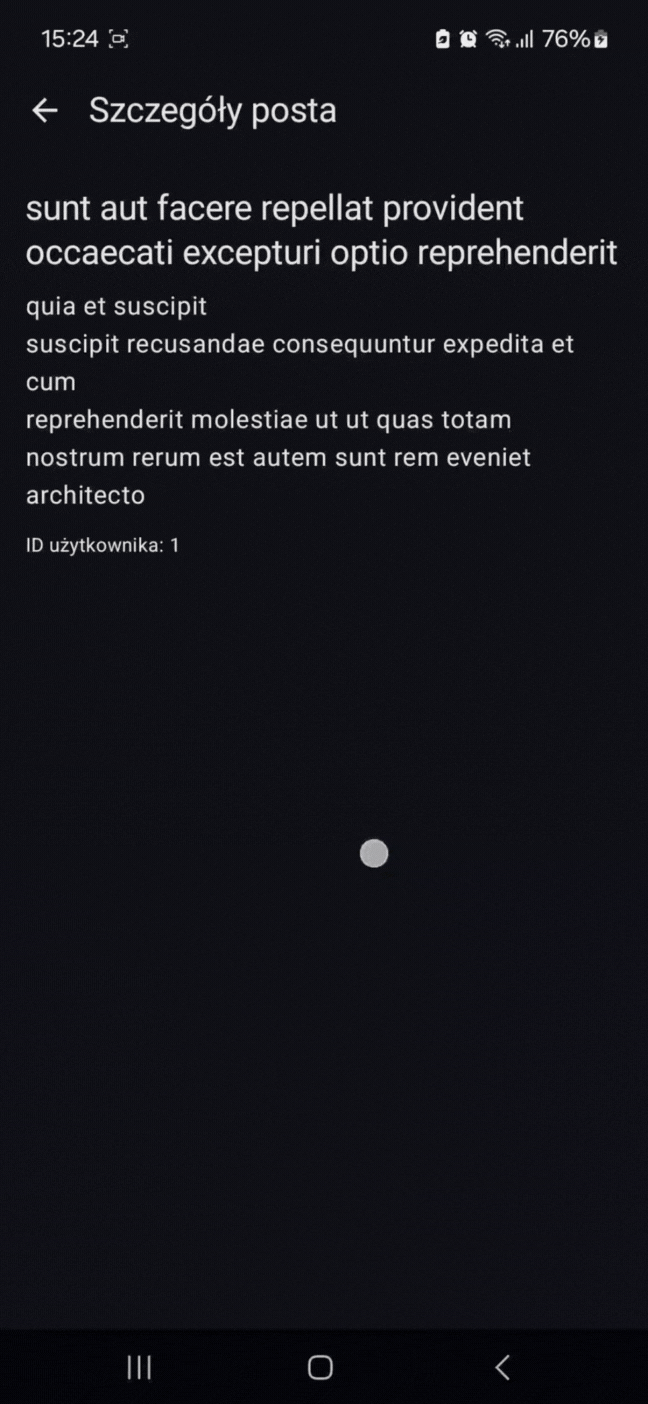 15:24 76%
Szczegóły posta
sunt aut facere repellat provident
occaecati excepturi optio reprehenderit
quia et suscipit
suscipit recusandae consequuntur expedita et
cum
reprehenderit molestiae ut ut quas totam
nostrum rerum est autem sunt rem eveniet
architecto
ID użytkownika: 1